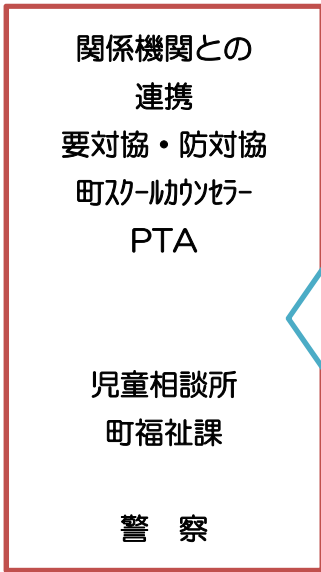 関係機関との
連携
要対協・防対協
町ｽｸｰﾙｶｳﾝｾﾗｰ
PTA
児童相談所
町福祉課
警　察